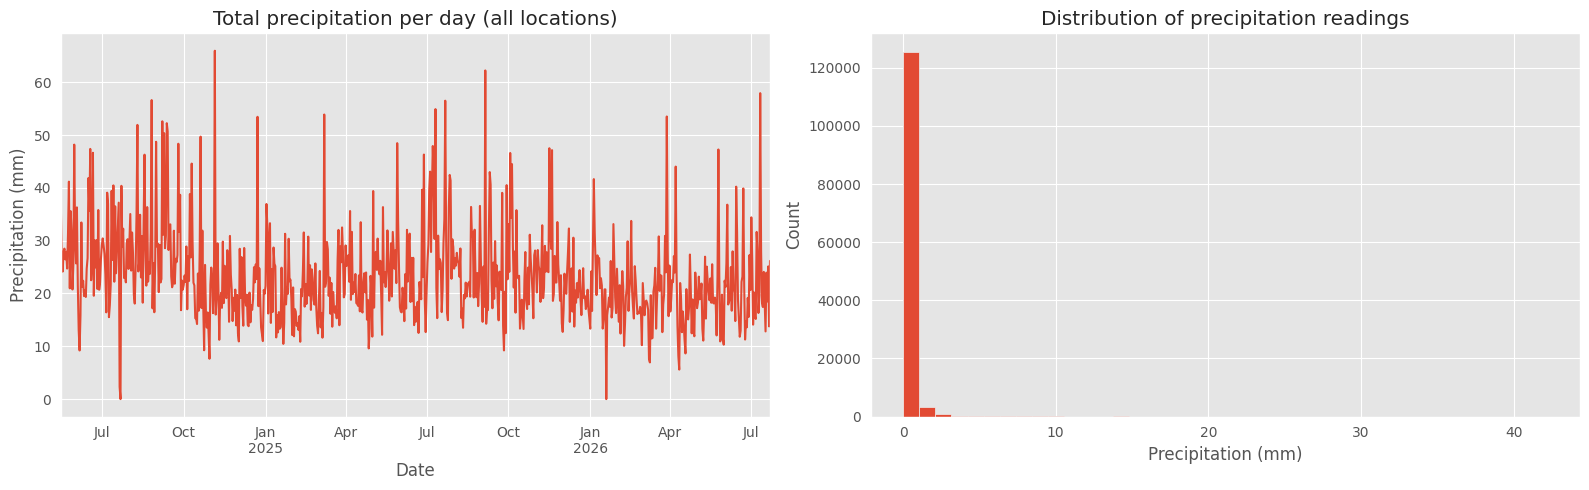 Total precipitation per day (all locations)
Precipitation (mm)
60
50
40
30
20
10
0
Jul
Oct
Jan
2025
Apr
Jul
Oct
Jan
2026
Apr
Jul
Date
Distribution of precipitation readings
Count
120000
100000
80000
60000
40000
20000
0
0
10
20
30
40
Precipitation (mm)